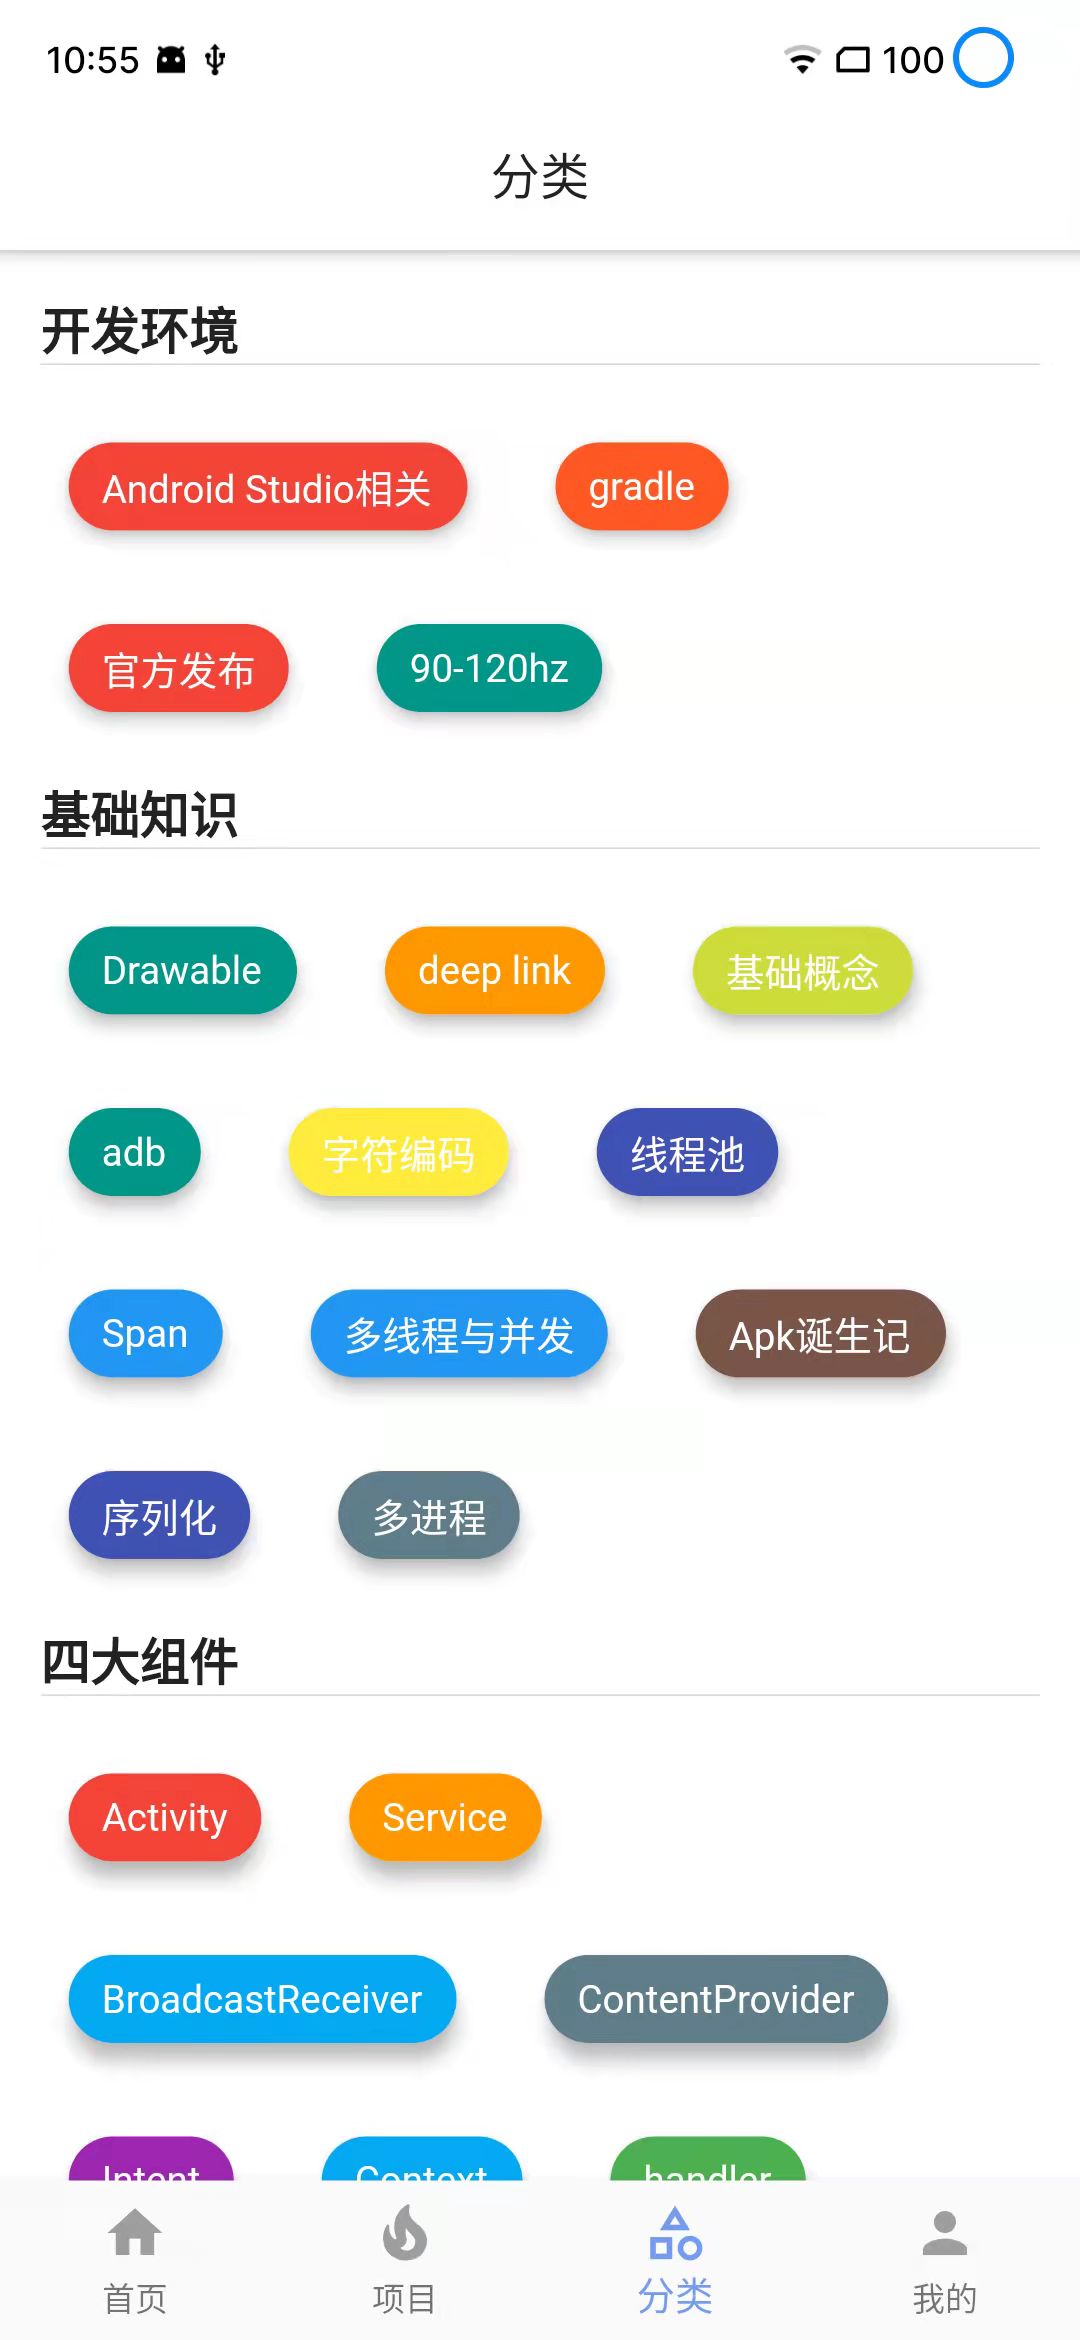 10:55 100
分类
开发环境
Android Studio相关 gradle
官方发布 90-120hz
基础知识
Drawable deep link 基础概念
adb 字符编码 线程池
Span 多线程与并发 Apk诞生记
序列化 多进程
四大组件
Activity Service
BroadcastReceiver ContentProvider
Intent Context handler
首页 项目 分类 我的